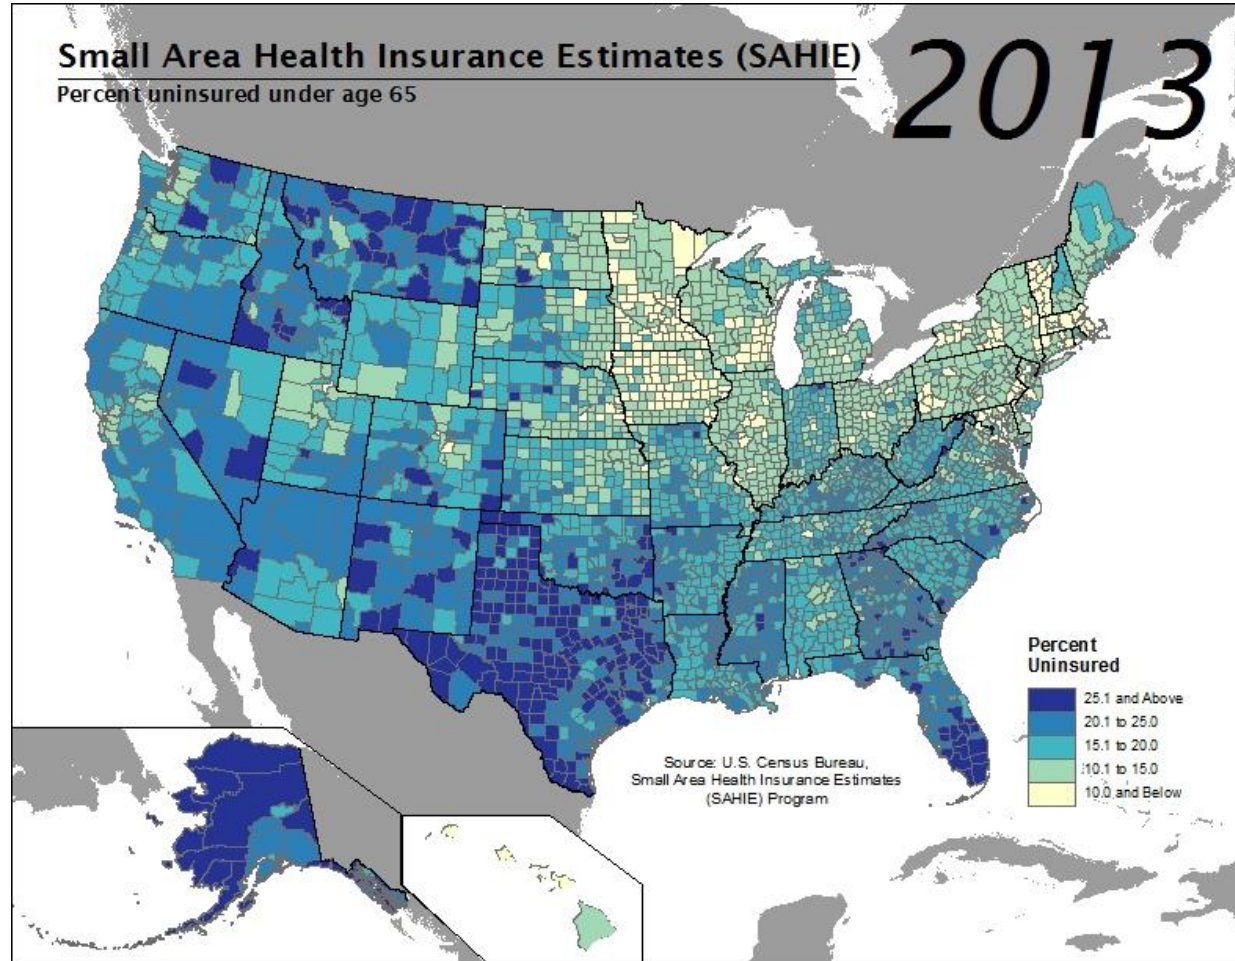 Small Area Health Insurance Estimates (SAHIE)
Percent uninsured under age 65
2013
Percent
Uninsured
25.1 and Above
20.1 to 25.0
15.1 to 20.0
10.1 to 15.0
10.0 and Below
Source: U.S. Census Bureau,
Small Area Health Insurance Estimates
(SAHIE) Program